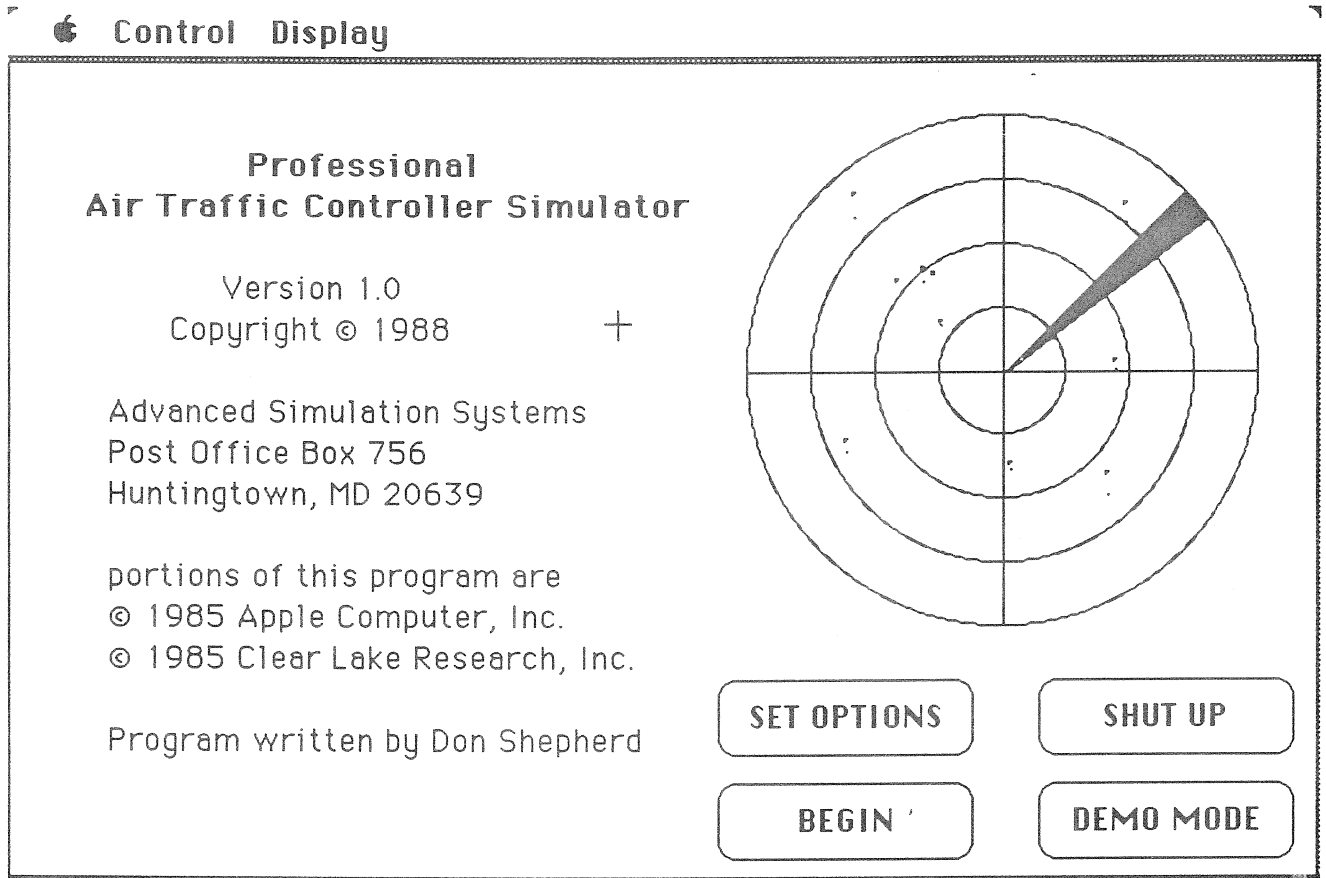 Control Display
Professional
Air Traffic Controller Simulator
Version 1.0
Copyright © 1988
Advanced Simulation Systems
Post Office Box 756
Huntingtown, MD 20639
portions of this program are
© 1985 Apple Computer, Inc.
© 1985 Clear Lake Research, Inc.
Program written by Don Shepherd
SET OPTIONS
SHUT UP
BEGIN
DEMO MODE